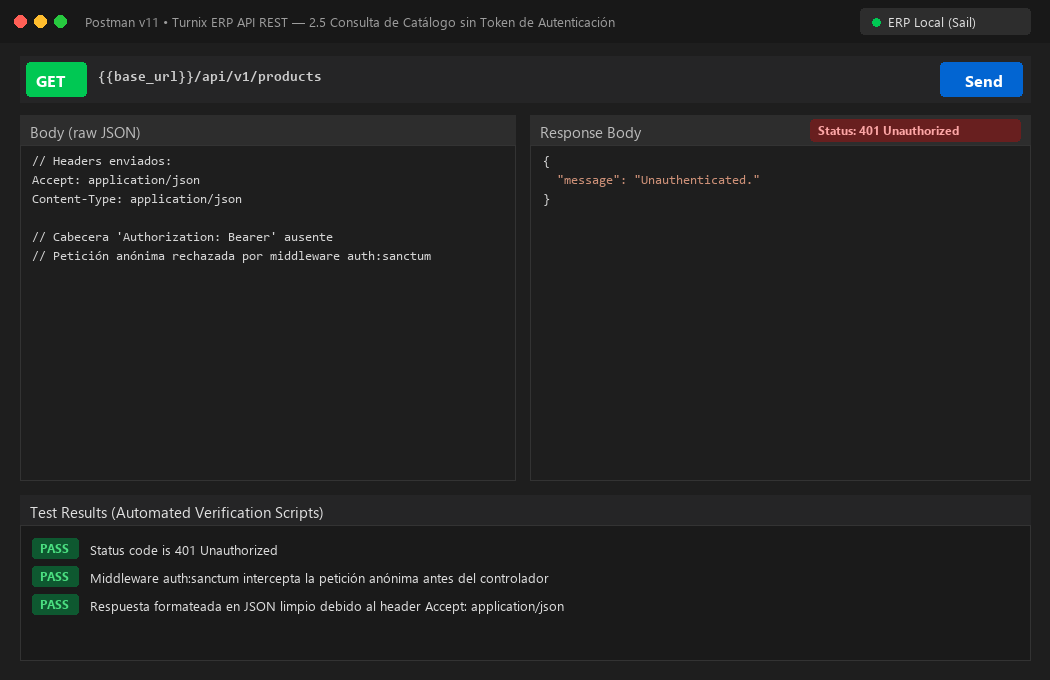 Postman v11 • Turnix ERP API REST — 2.5 Consulta de Catálogo sin Token de Autenticación
ERP Local (Sail)
GET
{{base_url}}/api/v1/products
Send
Body (raw JSON)
// Headers enviados:
Accept: application/json
Content-Type: application/json
// Cabecera 'Authorization: Bearer' ausente
// Petición anónima rechazada por middleware auth:sanctum
Response Body
Status: 401 Unauthorized
{
"message": "Unauthenticated."
}
Test Results (Automated Verification Scripts)
PASS Status code is 401 Unauthorized
PASS Middleware auth:sanctum intercepta la petición anónima antes del controlador
PASS Respuesta formateada en JSON limpio debido al header Accept: application/json